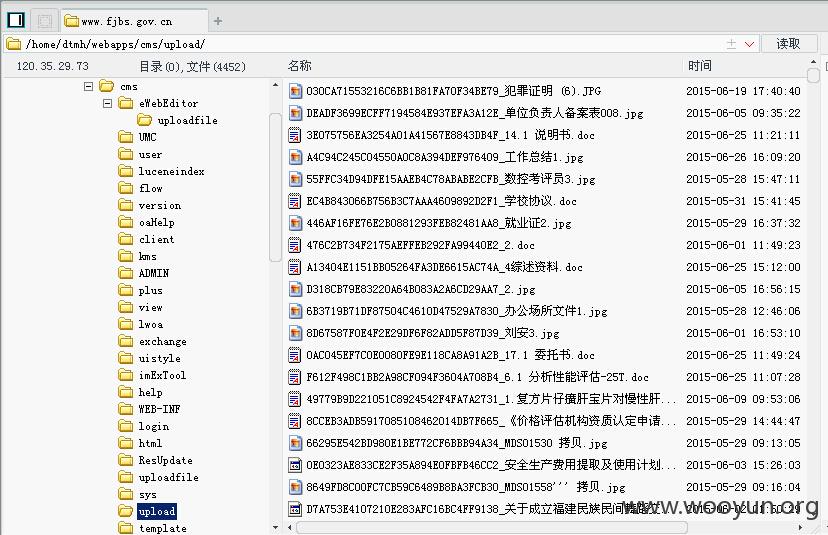 www.fjbs.gov.cn
/home/dtmh/webapps/cms/upload/
读取
120.35.29.73
目录(0),文件(4452)
名称
时间
cms
eWebEditor
uploadfile
UMC
user
luceneindex
flow
version
oaHelp
client
kms
ADMIN
plus
view
lwoa
exchange
uistyle
imExTool
help
WEB-INF
login
html
ResUpdate
uploadfile
sys
upload
template
030CA71553216C6BB1B81FA70F34BE79_犯罪证明 (6).JPG 2015-06-19 17:40:40
DEADF3699ECFF7194584E937EFA3A12E_单位负责人备案表008.jpg 2015-06-05 09:35:22
3E075756EA3254A01A41567E8843DB4F_14.1 说明书.doc 2015-06-25 11:21:11
A4C94C245C04550A0C8A394DEF976409_工作总结1.jpg 2015-06-26 16:09:20
55FFC34D94DFE15AAEB4C78ABABE2CFB_数控考评员3.jpg 2015-05-28 15:47:11
EC4B843066B756B3C7AAA4609892D2F1_学校协议.doc 2015-05-31 15:41:45
446AF16FE76E2B0881293FEB82481AA8_就业证2.jpg 2015-05-29 16:37:32
476C2B734F2175AEFFEB292FA99440E2_2.doc 2015-06-01 11:49:23
A13404E1151BB05264FA3DE6615AC74A_4综述资料.doc 2015-06-25 15:12:00
D318CB79E83220A64B083A2A6CD29AA7_2.jpg 2015-06-05 16:56:15
6B3719B71DF87504C4610D47529A7830_办公场所文件1.jpg 2015-05-28 12:46:06
8D67587F0E4F2E29DF6F82ADD5F87D39_刘安3.jpg 2015-06-01 16:53:10
0AC045EF7C0E0080FE9E118CA8A91A2B_17.1 委托书.doc 2015-06-25 11:49:24
F612F498C1BB2A98CF094F3604A708B4_6.1 分析性能评估-25T.doc 2015-06-25 11:07:28
49779B9D221051C8924542F4FA7A2731_1.复方片仔癀肝宝片对慢性肝... 2015-06-09 09:53:06
8CCEB3ADB5917085108462014DB7F665_《价格评估机构资质认定申请... 2015-05-29 14:44:47
66295E542BD980E1BE772CF6BBB94A34_MDS01530 拷贝.jpg 2015-05-29 09:13:05
0E0323AE833CE2F35A894E0FBFB46CC2_安全生产费用提取及使用计划... 2015-06-03 15:26:03
8649FD8C00FC7CB59C6489B8BA3FCB30_MDS01558''' 拷贝.jpg 2015-05-29 09:16:04
D7A753E4107210E283AFC16BC4FF9138_关于成立福建民族民间 2015-06-02 01:50:29
www.wooyun.org